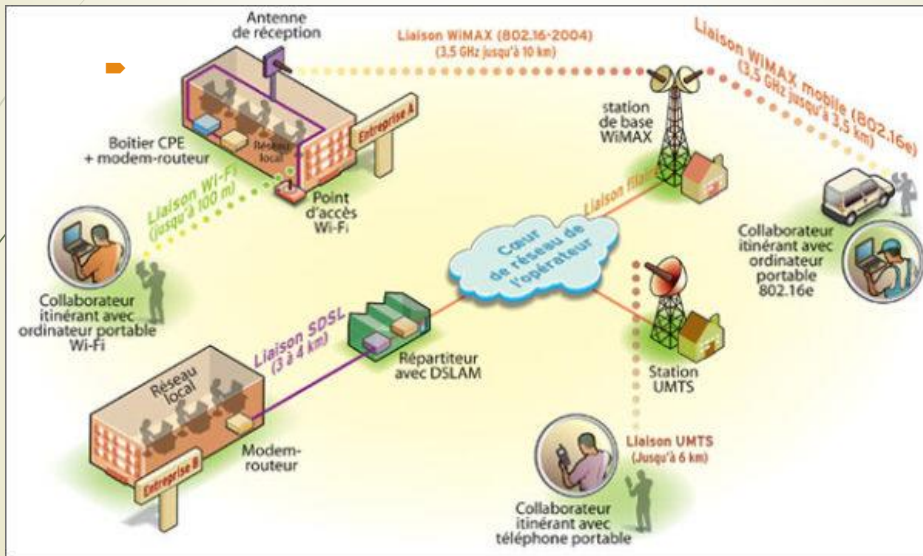 Antenne
de réception
Liaison WiMAX (802.16-2004)
(3,5 GHz jusqu'à 10 km)
Liaison WiMAX mobile (802.16e)
(3,5 GHz jusqu'à 3,5 km)
Entreprise A
Réseau
local
Boîtier CPE
+ modem-routeur
station
de base
WiMAX
Liaison Wi-Fi
(jusqu'à 100 m)
Point
d'accès
Wi-Fi
Liaison filaire
Collaborateur
itinérant avec
ordinateur
portable
802.16e
Cœur
de réseau de
l'opérateur
Collaborateur
itinérant avec
ordinateur portable
Wi-Fi
Liaison SDSL
(3 à 4 km)
Répartiteur
avec DSLAM
Station
UMTS
Réseau
local
Modem-
routeur
Entreprise B
Liaison UMTS
(Jusqu'à 6 km)
Collaborateur
itinérant avec
téléphone portable